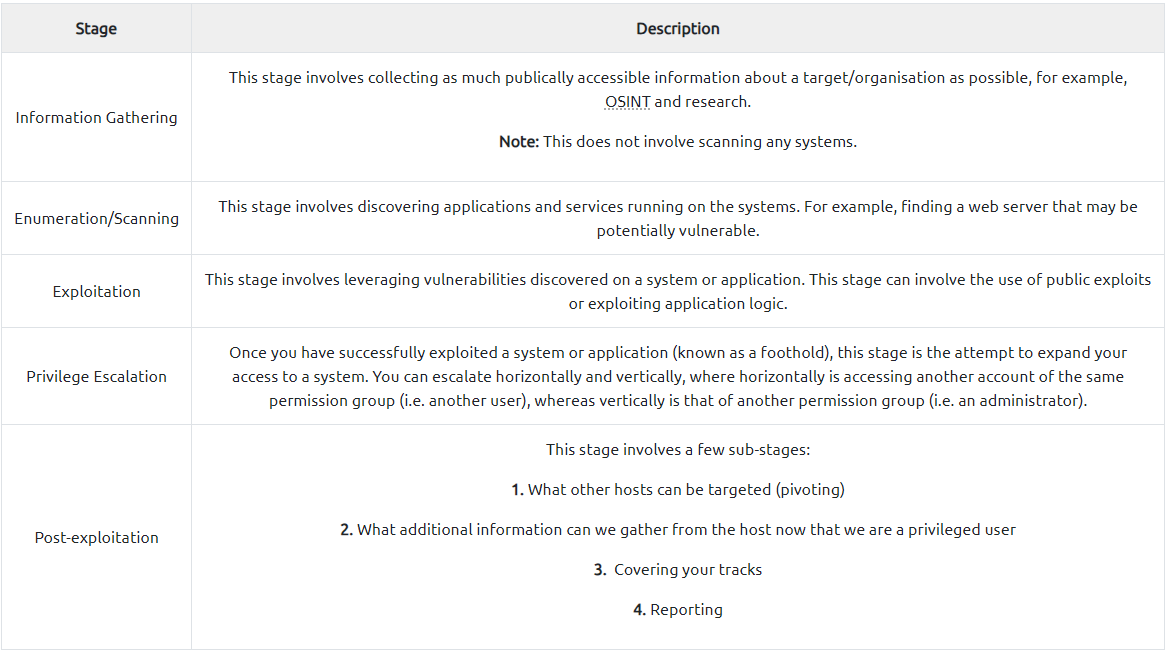 Stage
Description
Information Gathering
This stage involves collecting as much publically accessible information about a target/organisation as possible, for example,
OSINT and research.
Note: This does not involve scanning any systems.
Enumeration/Scanning
This stage involves discovering applications and services running on the systems. For example, finding a web server that may be
potentially vulnerable.
Exploitation
This stage involves leveraging vulnerabilities discovered on a system or application. This stage can involve the use of public exploits
or exploiting application logic.
Privilege Escalation
Once you have successfully exploited a system or application (known as a foothold), this stage is the attempt to expand your
access to a system. You can escalate horizontally and vertically, where horizontally is accessing another account of the same
permission group (i.e. another user), whereas vertically is that of another permission group (i.e. an administrator).
Post-exploitation
This stage involves a few sub-stages:
1. What other hosts can be targeted (pivoting)
2. What additional information can we gather from the host now that we are a privileged user
3. Covering your tracks
4. Reporting